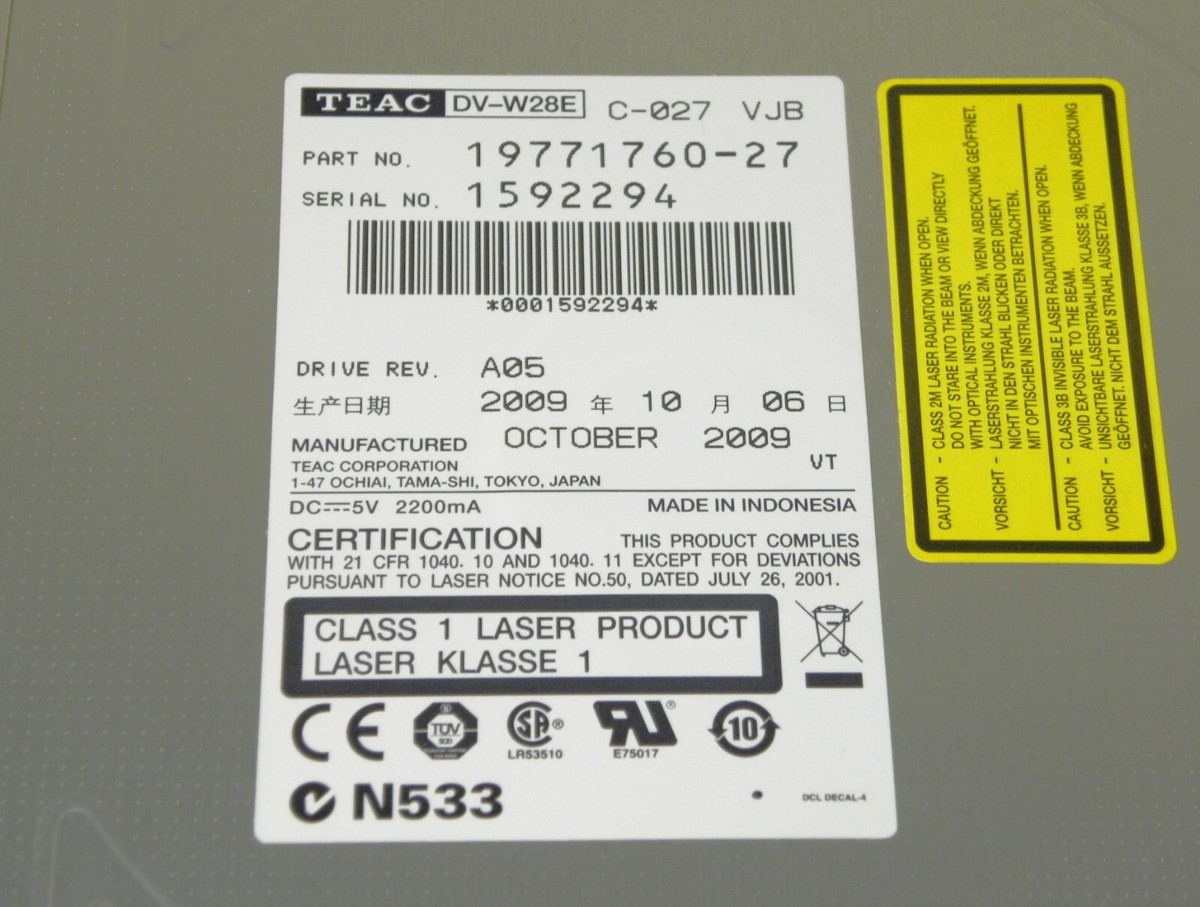 TEAC DV-W28E C-027 VJB
PART NO. 19771760-27
SERIAL NO. 1592294
*0001592294*
DRIVE REV. A05
生产日期 2009 年 10 月 06 日
MANUFACTURED OCTOBER 2009
TEAC CORPORATION VT
1-47 OCHIAI, TAMA-SHI, TOKYO, JAPAN
DC⎓5V 2200mA MADE IN INDONESIA
CERTIFICATION THIS PRODUCT COMPLIES
WITH 21 CFR 1040. 10 AND 1040. 11 EXCEPT FOR DEVIATIONS
PURSUANT TO LASER NOTICE NO.50, DATED JULY 26, 2001.
CLASS 1 LASER PRODUCT
LASER KLASSE 1
CE TÜV SA® RU® 10
LR53510 E75017
N533 DCL DECAL-4
CAUTION - CLASS 2M LASER RADIATION WHEN OPEN.
DO NOT STARE INTO THE BEAM OR VIEW DIRECTLY
WITH OPTICAL INSTRUMENTS.
VORSICHT - LASERSTRAHLUNG KLASSE 2M, WENN ABDECKUNG GEÖFFNET.
NICHT IN DEN STRAHL BLICKEN ODER DIREKT
MIT OPTISCHEN INSTRUMENTEN BETRACHTEN.
CAUTION - CLASS 3B INVISIBLE LASER RADIATION WHEN OPEN.
AVOID EXPOSURE TO THE BEAM.
VORSICHT - UNSICHTBARE LASERSTRAHLUNG KLASSE 3B, WENN ABDECKUNG
GEÖFFNET. NICHT DEM STRAHL AUSSETZEN.